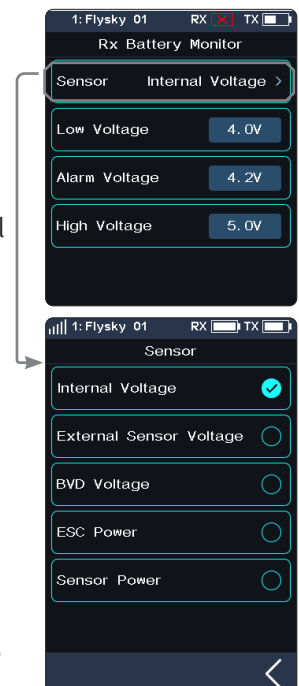 1: Flysky 01 RX TX
Rx Battery Monitor
Sensor Internal Voltage >
Low Voltage 4.0V
Alarm Voltage 4.2V
High Voltage 5.0V
1: Flysky 01 RX TX
Sensor
Internal Voltage
External Sensor Voltage
BVD Voltage
ESC Power
Sensor Power